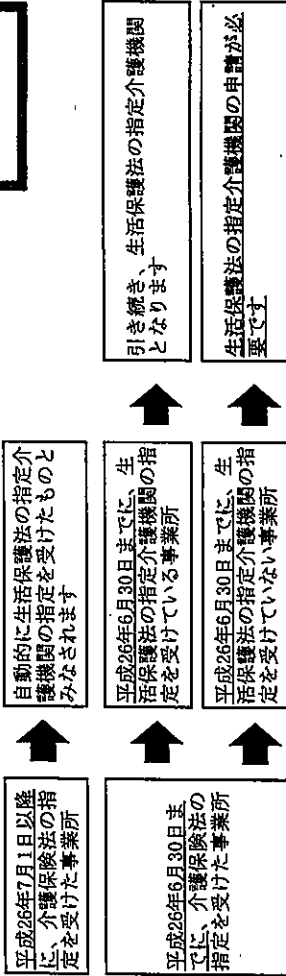 平成26年7月1日以降
に、介護保険法の指
定を受けた事業所
自動的に生活保護法の指定介
護機関の指定を受けたものと
みなされます
平成26年6月30日ま
でに、介護保険法の
指定を受けた事業所
平成26年6月30日までに、生
活保護法の指定介護機関の指
定を受けている事業所
引き続き、生活保護法の指定介護機関
となります
平成26年6月30日までに、生
活保護法の指定介護機関の指
定を受けていない事業所
生活保護法の指定介護機関の申請が必
要です